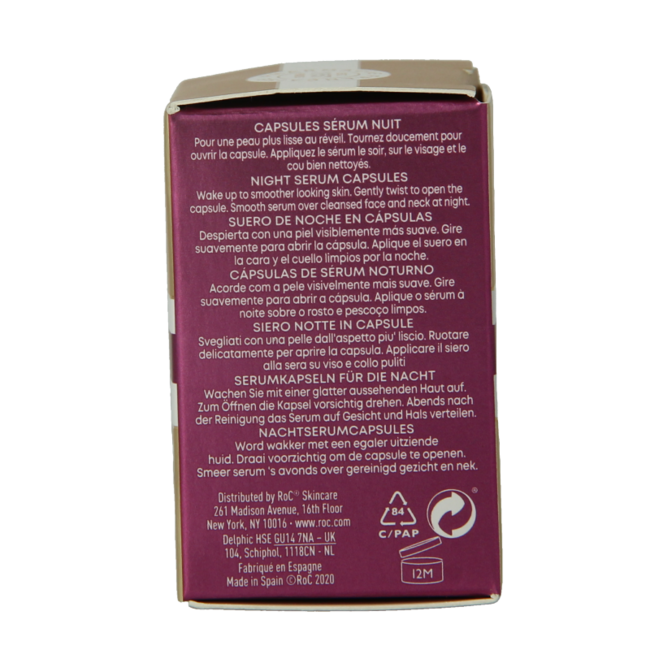 CAPSULES SÉRUM NUIT
Pour une peau plus lisse au réveil. Tournez doucement pour
ouvrir la capsule. Appliquez le sérum le soir, sur le visage et le
cou bien nettoyés.
NIGHT SERUM CAPSULES
Wake up to smoother looking skin. Gently twist to open the
capsule. Smooth serum over cleansed face and neck at night.
SUERO DE NOCHE EN CÁPSULAS
Despierta con una piel visiblemente más suave. Gire
suavemente para abrir la cápsula. Aplique el suero en
la cara y el cuello limpios por la noche.
CÁPSULAS DE SÉRUM NOTURNO
Acorde com a pele visivelmente mais suave. Gire
suavemente para abrir a cápsula. Aplique o sérum à
noite sobre o rosto e pescoço limpos.
SIERO NOTTE IN CAPSULE
Svegliati con una pelle dall'aspetto piu' liscio. Ruotare
delicatamente per aprire la capsula. Applicare il siero
alla sera su viso e collo puliti
SERUMKAPSELN FÜR DIE NACHT
Wachen Sie mit einer glatter aussehenden Haut auf.
Zum Öffnen die Kapsel vorsichtig drehen. Abends nach
der Reinigung das Serum auf Gesicht und Hals verteilen.
NACHTSERUMCAPSULES
Word wakker met een egaler uitziende
huid. Draai voorzichtig om de capsule te openen.
Smeer serum 's avonds over gereinigd gezicht en nek.
Distributed by RoC® Skincare
261 Madison Avenue, 16th Floor
New York, NY 10016 • www.roc.com
Delphic HSE GU14 7NA – UK
104, Schiphol, 1118CN - NL
Fabriqué en Espagne
Made in Spain ©RoC 2020
84
C/PAP
®
12M